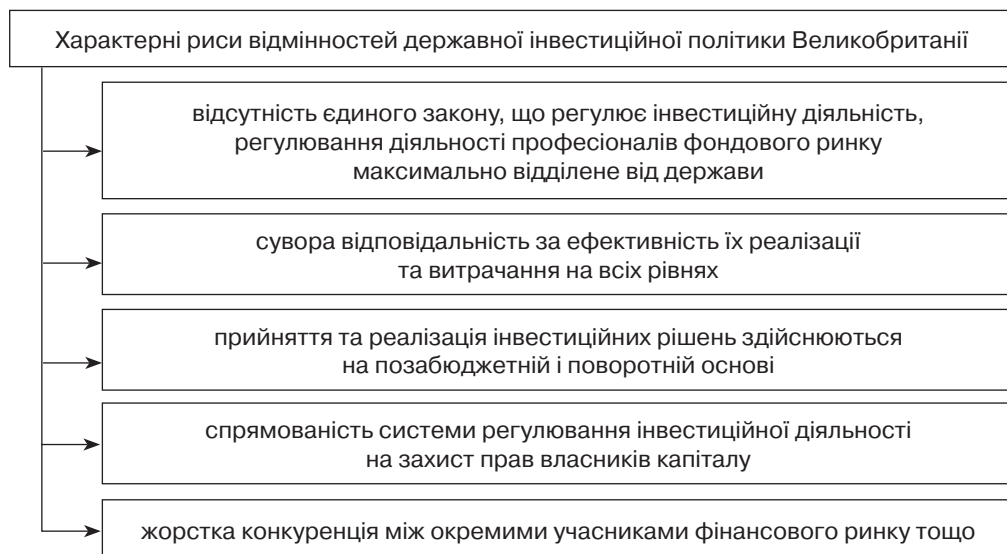 Характерні риси відмінностей державної інвестиційної політики Великобританії
відсутність єдиного закону, що регулює інвестиційну діяльність,
регулювання діяльності професіоналів фондового ринку
максимально відділене від держави
сувора відповідальність за ефективність їх реалізації
та витрачання на всіх рівнях
прийняття та реалізація інвестиційних рішень здійснюються
на позабюджетній і поворотній основі
спрямованість системи регулювання інвестиційної діяльності
на захист прав власників капіталу
жорстка конкуренція між окремими учасниками фінансового ринку тощо